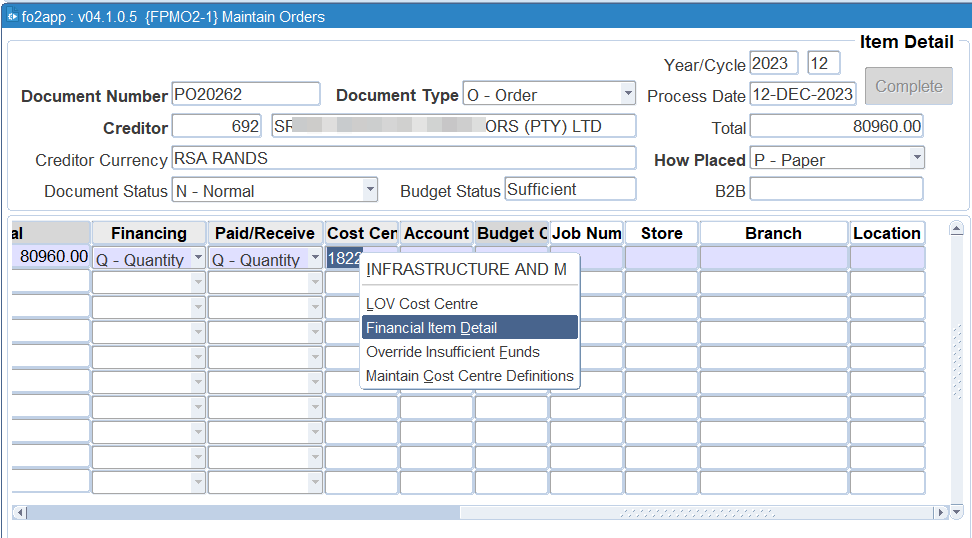 fo2app : v04.1.0.5 {FPMO2-1} Maintain Orders
Item Detail
Year/Cycle 2023 12
Document Number PO20262 Document Type O - Order Process Date 12-DEC-2023 Complete
Creditor 692 ORS (PTY) LTD Total 80960.00
Creditor Currency RSA RANDS How Placed P - Paper
Document Status N - Normal Budget Status Sufficient B2B
al Financing Paid/Receive Cost Cen Account Budget C Job Num Store Branch Location
80960.00 Q - Quantity Q - Quantity 1822
INFRASTRUCTURE AND M
LOV Cost Centre
Financial Item Detail
Override Insufficient Funds
Maintain Cost Centre Definitions